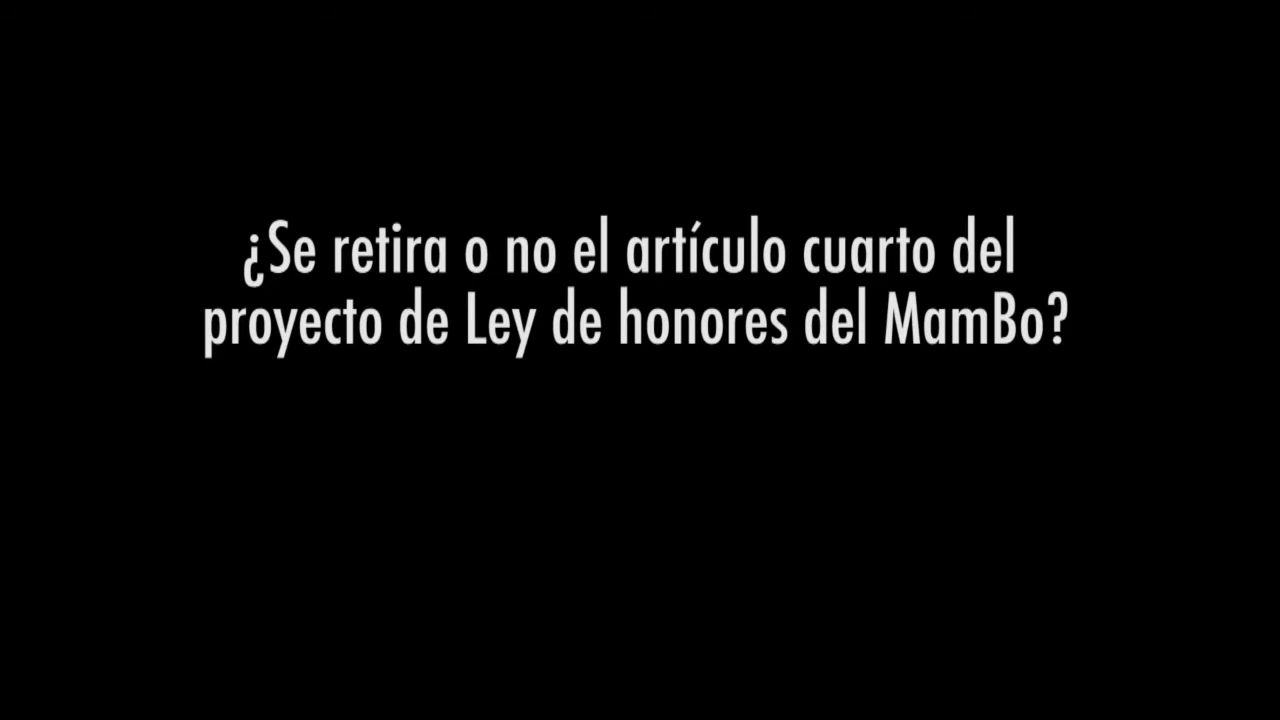 ¿Se retira o no el artículo cuarto del
proyecto de Ley de honores del MamBo?